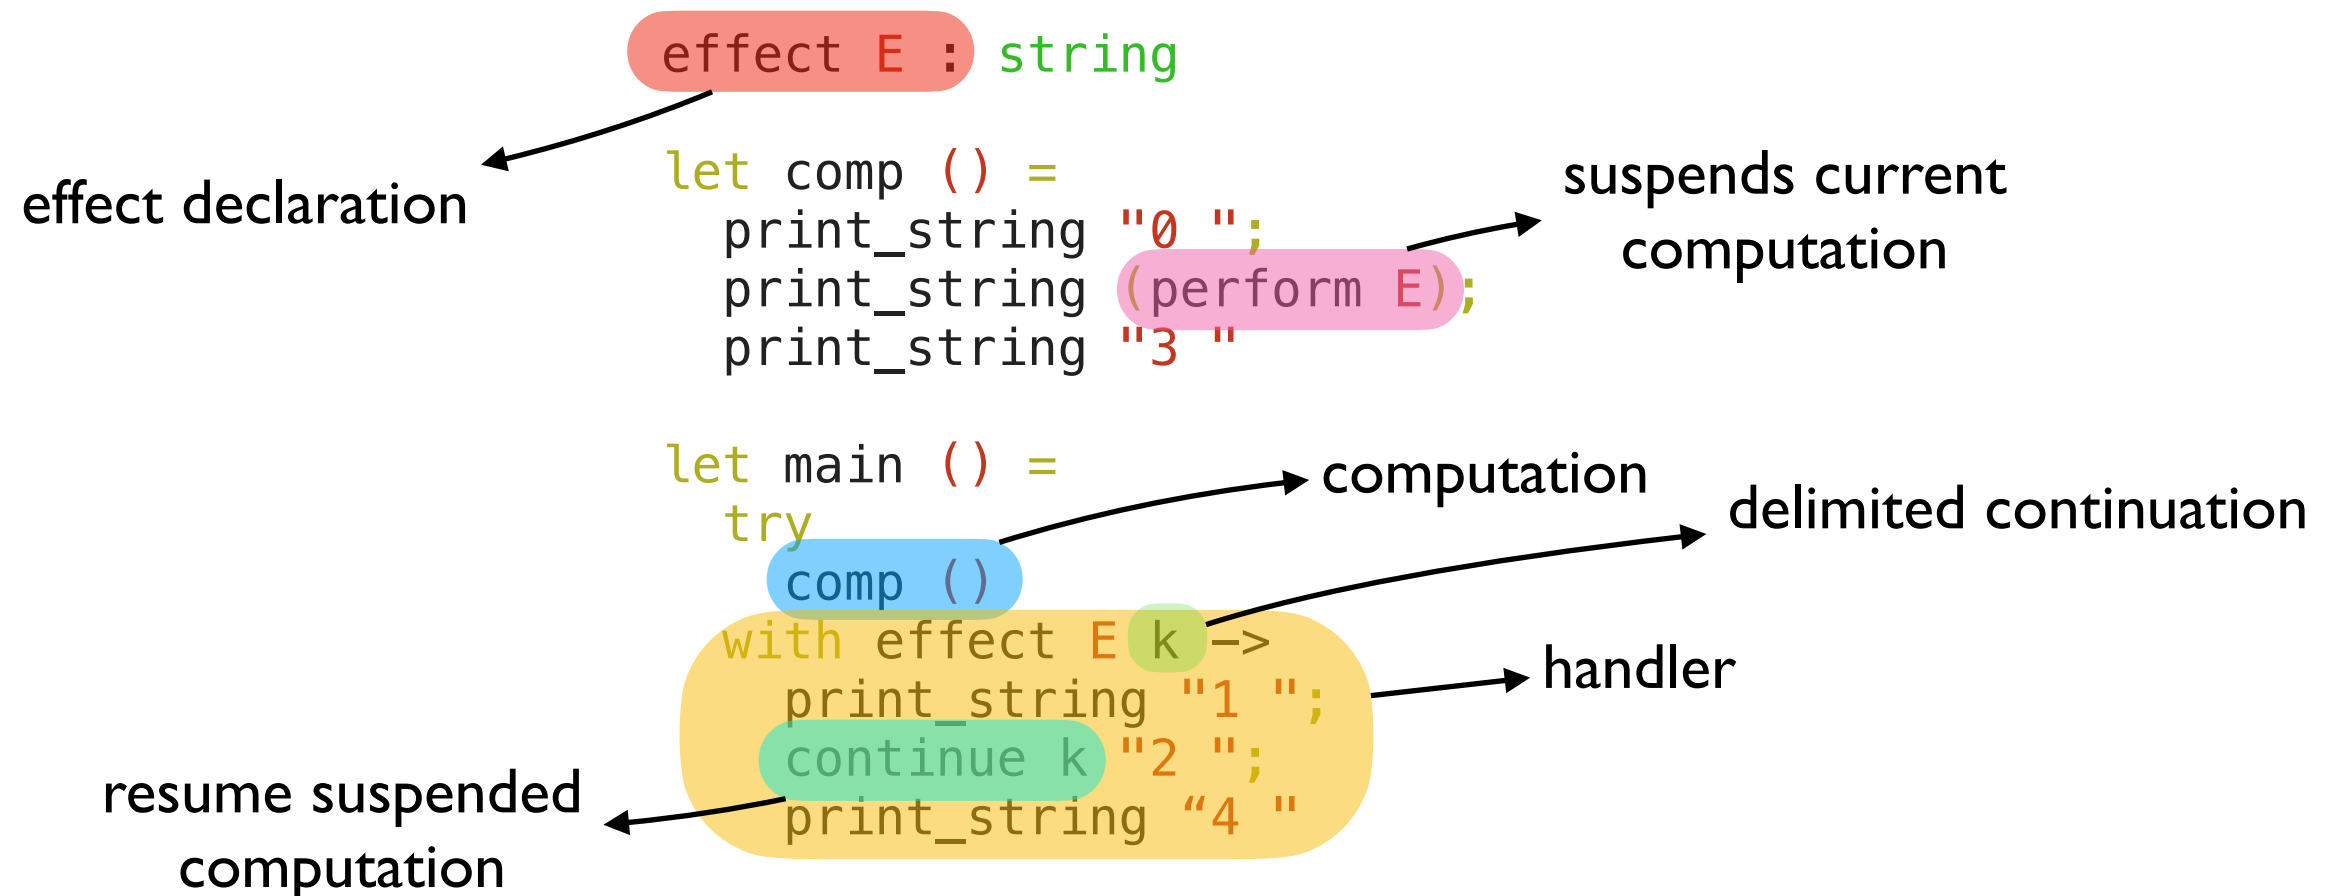 effect E : string
effect declaration
let comp () =
print_string "0 ";
print_string (perform E);
print_string "3 "
suspends current
computation
let main () =
try
comp ()
with effect E k ->
print_string "1 ";
continue k "2 ";
print_string “4 "
computation
delimited continuation
handler
resume suspended
computation